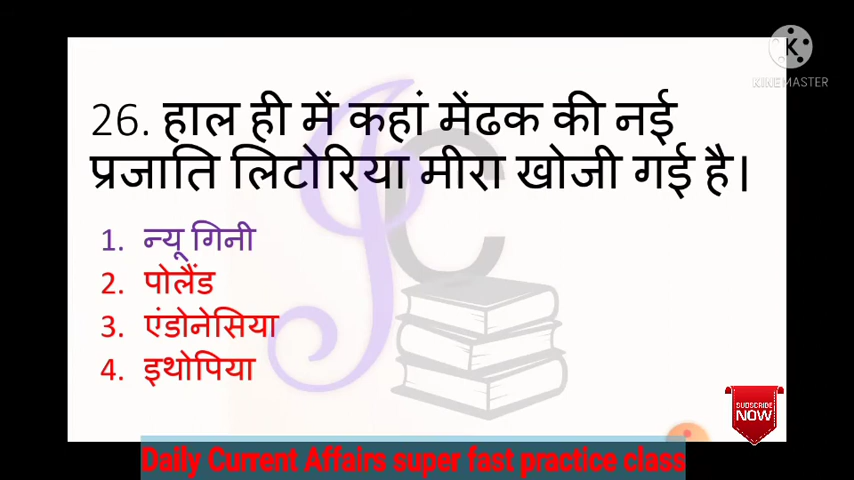 K
KINEMASTER
26. हाल ही में कहां मेंढक की नई
प्रजाति लिटोरिया मीरा खोजी गई है।
1. न्यू गिनी
2. पोलैंड
3. एंडोनेसिया
4. इथोपिया
SUBSCRIBE
NOW
Daily Current Affairs super fast practice class